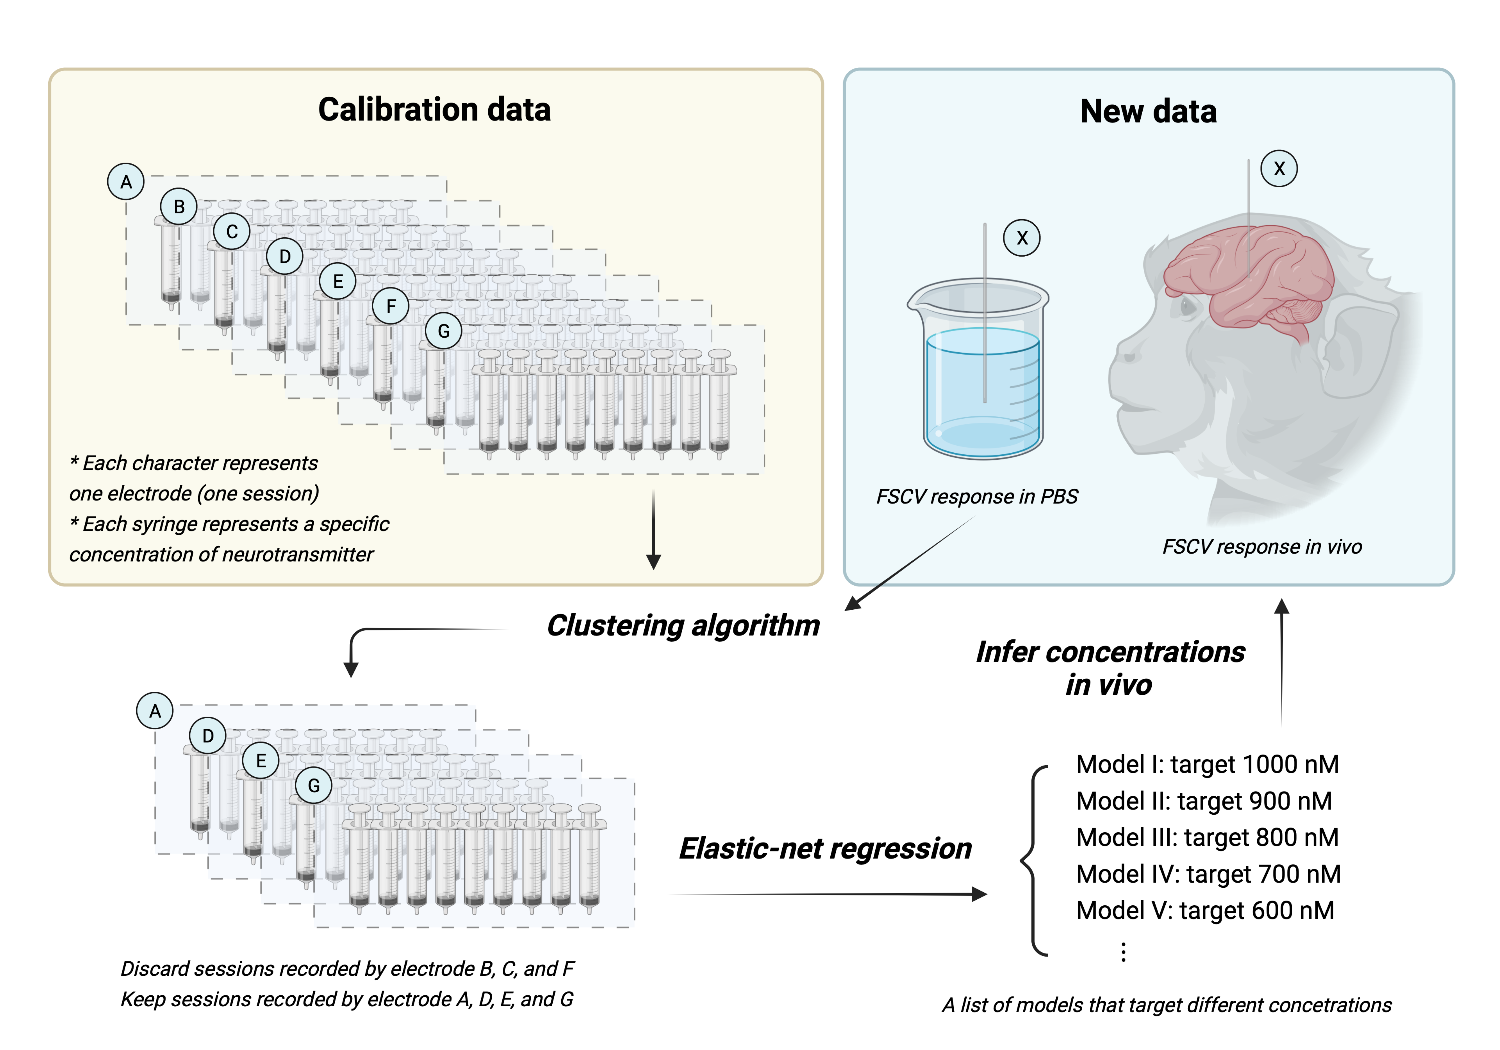 Calibration data
A
B
C
D
E
F
G
* Each character represents
one electrode (one session)
* Each syringe represents a specific
concentration of neurotransmitter
New data
X
X
FSCV response in PBS
FSCV response in vivo
Clustering algorithm
Infer concentrations
in vivo
A
D
E
G
Discard sessions recorded by electrode B, C, and F
Keep sessions recorded by electrode A, D, E, and G
Elastic-net regression
Model I: target 1000 nM
Model II: target 900 nM
Model III: target 800 nM
Model IV: target 700 nM
Model V: target 600 nM
⋮
A list of models that target different concetrations